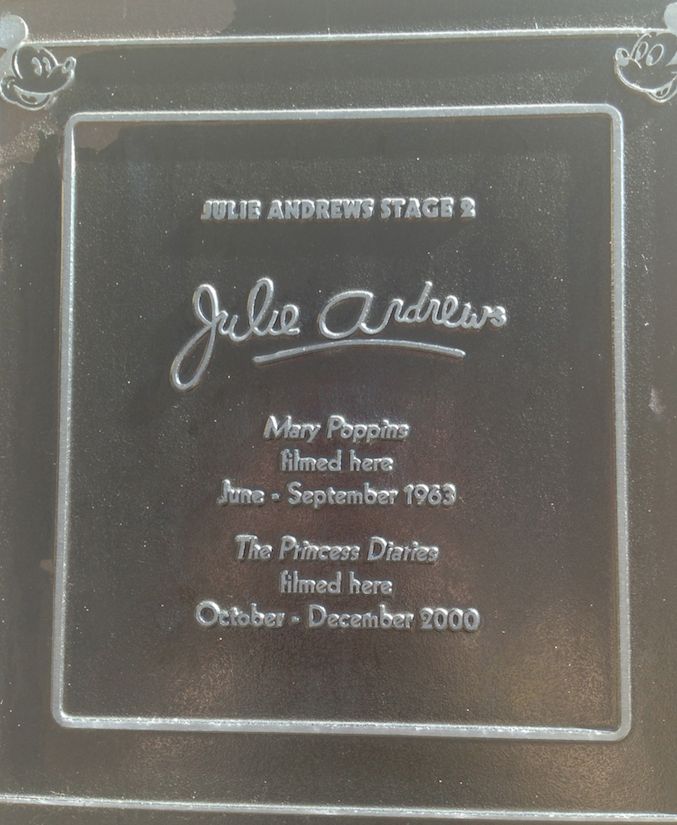 JULIE ANDREWS STAGE 2
Julie Andrews
Mary Poppins
filmed here
June - September 1963
The Princess Diaries
filmed here
October - December 2000